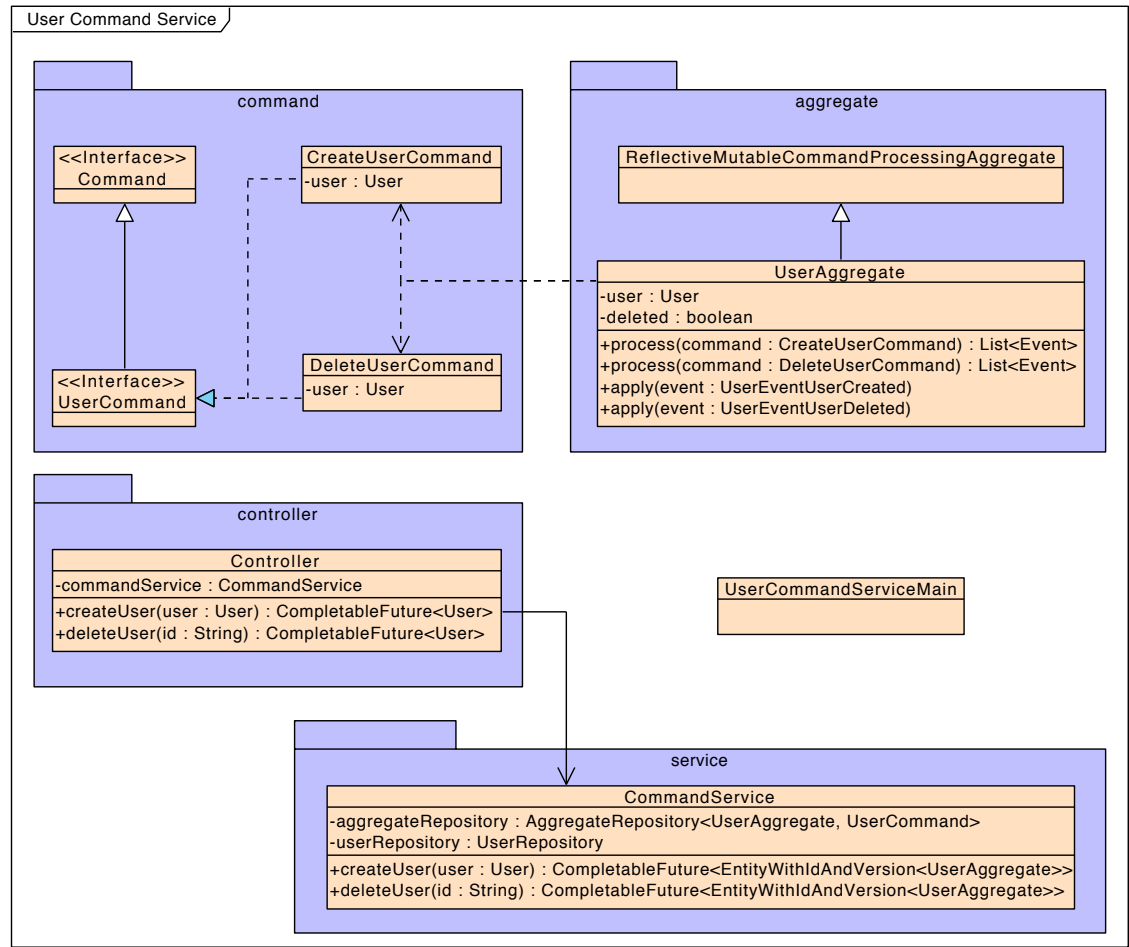 User Command Service
command
<<Interface>>
Command
CreateUserCommand
-user : User
<<Interface>>
UserCommand
DeleteUserCommand
-user : User
aggregate
ReflectiveMutableCommandProcessingAggregate
UserAggregate
-user : User
-deleted : boolean
+process(command : CreateUserCommand) : List<Event>
+process(command : DeleteUserCommand) : List<Event>
+apply(event : UserEventUserCreated)
+apply(event : UserEventUserDeleted)
controller
Controller
-commandService : CommandService
+createUser(user : User) : CompletableFuture<User>
+deleteUser(id : String) : CompletableFuture<User>
UserCommandServiceMain
service
CommandService
-aggregateRepository : AggregateRepository<UserAggregate, UserCommand>
-userRepository : UserRepository
+createUser(user : User) : CompletableFuture<EntityWithIdAndVersion<UserAggregate>>
+deleteUser(id : String) : CompletableFuture<EntityWithIdAndVersion<UserAggregate>>